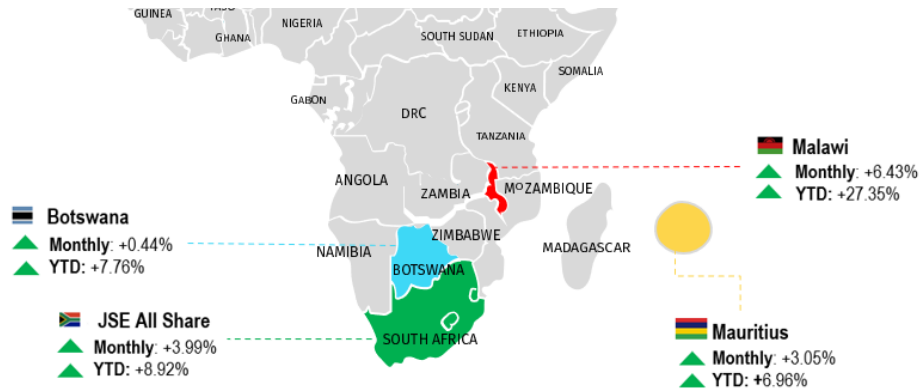 GUINEA
GHANA
NIGERIA
SOUTH SUDAN
ETHIOPIA
SOMALIA
KENYA
GABON
DRC
TANZANIA
Malawi
Monthly: +6.43%
YTD: +27.35%
ANGOLA
ZAMBIA
MOZAMBIQUE
Botswana
Monthly: +0.44%
YTD: +7.76%
ZIMBABWE
NAMIBIA
BOTSWANA
MADAGASCAR
JSE All Share
Monthly: +3.99%
YTD: +8.92%
SOUTH AFRICA
Mauritius
Monthly: +3.05%
YTD: +6.96%